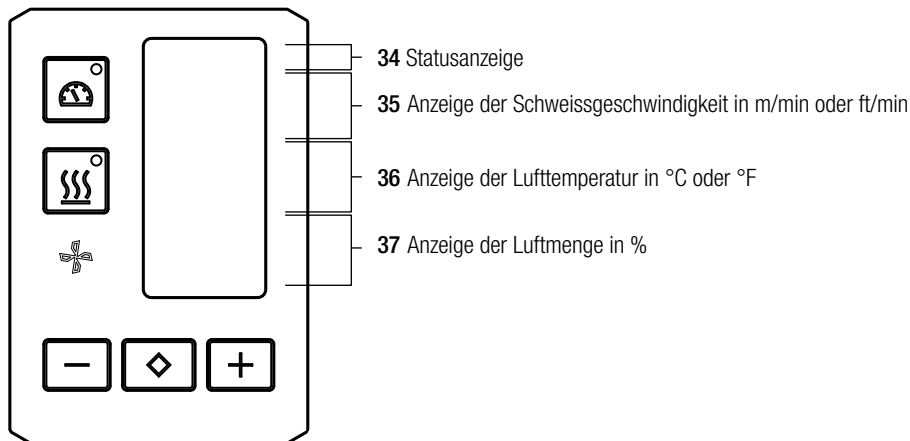 34 Statusanzeige
35 Anzeige der Schweissgeschwindigkeit in m/min oder ft/min
36 Anzeige der Lufttemperatur in °C oder °F
37 Anzeige der Luftmenge in %